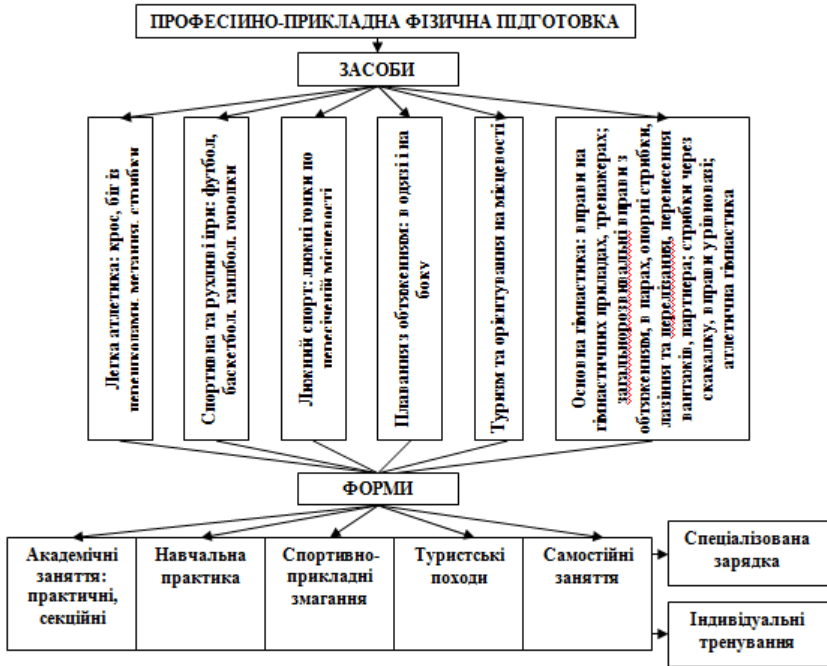 ПРОФЕСІЙНО-ПРИКЛАДНА ФІЗИЧНА ПІДГОТОВКА
ЗАСОБИ
Легка атлетика: крос, біг із
перешколами, метання, стрибки
Спортивна та рухливі ігри: футбол,
баскетбол, гандбол, городки
Лижний спорт: лижні гонки по
пересіченій місцевості
Плавання з обтяженням: в одязі і на
боку
Туризм та орієнтування на місцевості
Основна гімнастика: вправи на
гімнастичних приладах, тренажерах;
загальнорозвивальні вправи з
обтяженням, в парах, опорні стрибки,
лазіння та перелізання, перенесення
вантажів, партнера; стрибки через
скакалку, вправи у рівновазі;
атлетична гімнастика
ФОРМИ
Академічні
заняття:
практичні,
секційні
Навчальна
практика
Спортивно-
прикладні
змагання
Туристські
походи
Самостійні
заняття
Спеціалізована
зарядка
Індивідуальні
тренування